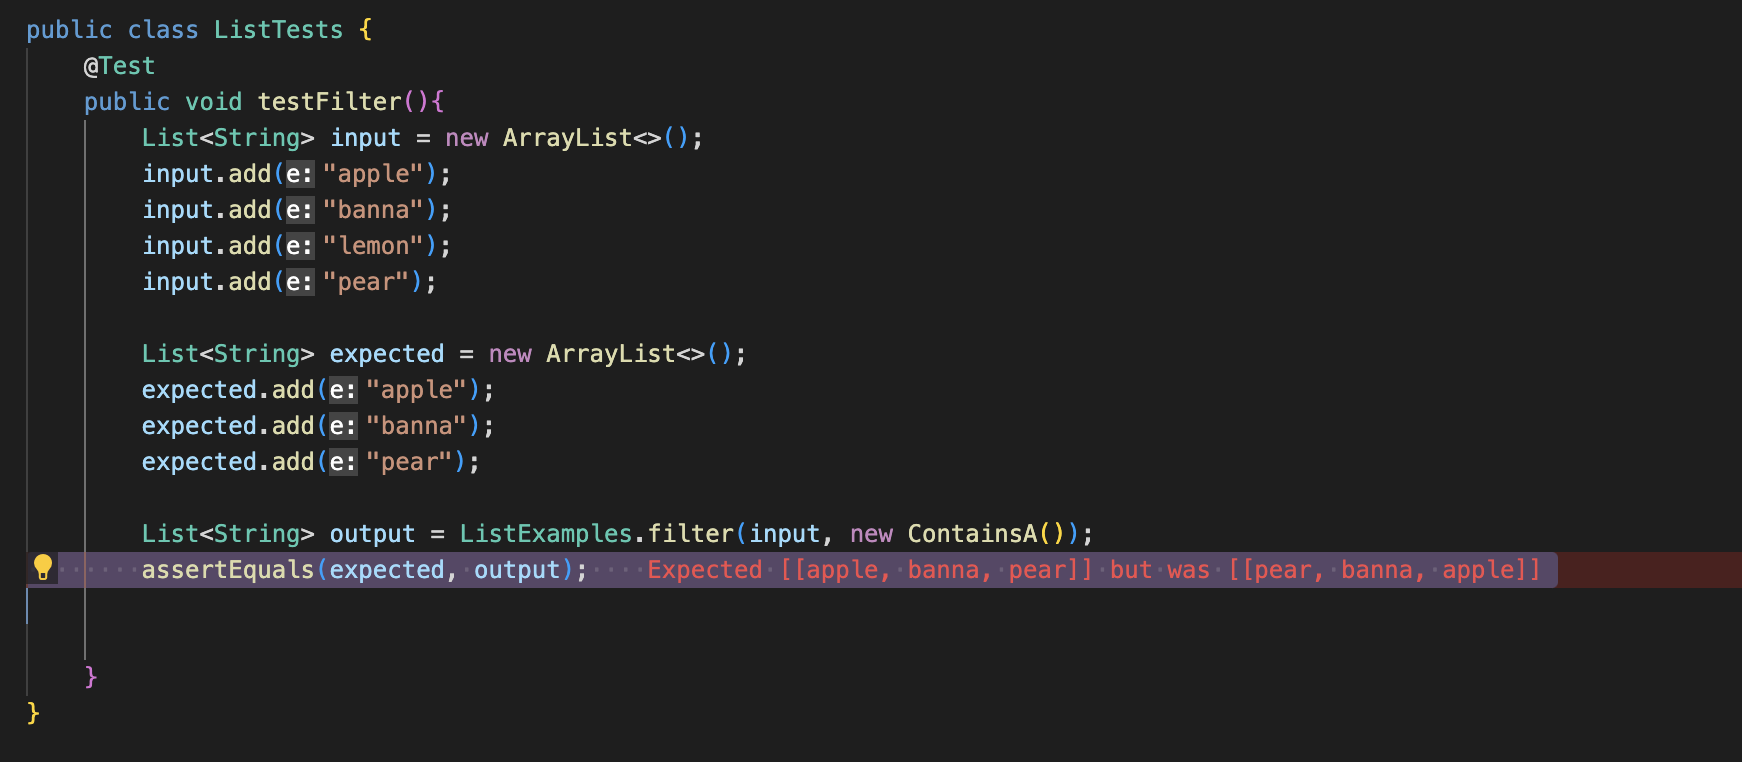 public class ListTests {
@Test
public void testFilter(){
List<String> input = new ArrayList<>();
input.add(e: "apple");
input.add(e: "banna");
input.add(e: "lemon");
input.add(e: "pear");
List<String> expected = new ArrayList<>();
expected.add(e: "apple");
expected.add(e: "banna");
expected.add(e: "pear");
List<String> output = ListExamples.filter(input, new ContainsA());
assertEquals(expected, output); Expected [[apple, banna, pear]] but was [[pear, banna, apple]]
}
}